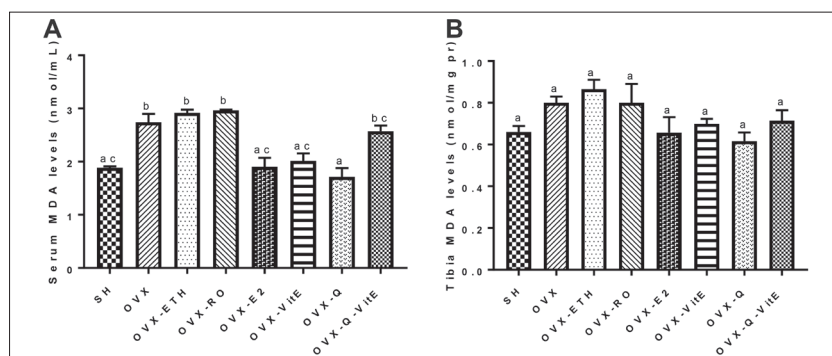 A
Serum MDA levels (nmol/mL)
4
3
2
1
0
a c
b
b
b
a c
a c
a
b c
SH
OVX
OVX-ETH
OVX-RO
OVX-E2
OVX-VitE
OVX-Q
OVX-Q-VitE
B
Tibia MDA levels (nmol/mg pr)
1.0
0.8
0.6
0.4
0.2
0.0
a
a
a
a
a
a
a
a
SH
OVX
OVX-ETH
OVX-RO
OVX-E2
OVX-VitE
OVX-Q
OVX-Q-VitE